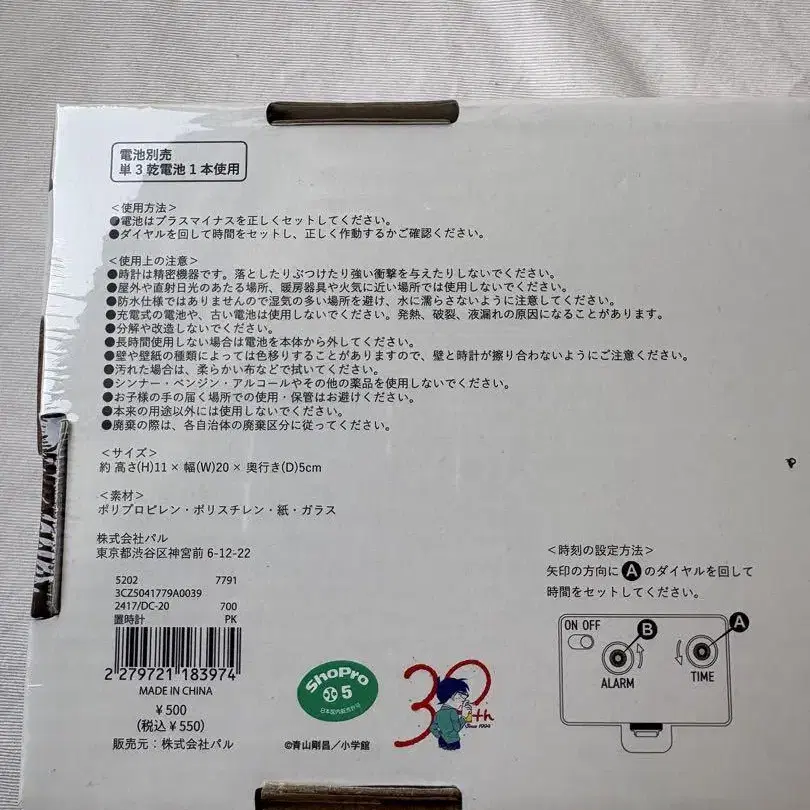 電池別売
単3乾電池1本使用
＜使用方法＞
●電池はプラスマイナスを正しくセットしてください。
●ダイヤルを回して時間をセットし、正しく作動するかご確認ください。
＜使用上の注意＞
●時計は精密機器です。落としたりぶつけたり強い衝撃を与えたりしないでください。
●屋外や直射日光のあたる場所、暖房器具や火気に近い場所では使用しないでください。
●防水仕様ではありませんので湿気の多い場所を避け、水に濡らさないように注意してください。
●充電式の電池や、古い電池は使用しないでください。発熱、破裂、液漏れの原因になることがあります。
●分解や改造しないでください。
●長時間使用しない場合は電池を本体から外してください。
●壁や壁紙の種類によっては色移りすることがありますので、壁と時計が擦り合わないようにご注意ください。
●汚れた場合は、柔らかい布などで拭いてください。
●シンナー・ベンジン・アルコールやその他の薬品を使用しないでください。
●お子様の手の届く場所での使用・保管はお避けください。
●本来の用途以外には使用しないでください。
●廃棄の際は、各自治体の廃棄区分に従ってください。
＜サイズ＞
約 高さ(H)11 × 幅(W)20 × 奥行き(D)5cm
＜素材＞
ポリプロピレン・ポリスチレン・紙・ガラス
株式会社パル
東京都渋谷区神宮前 6-12-22
5202 7791
3CZ5041779A0039
2417/DC-20 700
置時計 PK
2 279721 183974
MADE IN CHINA
￥500
(税込￥550)
販売元：株式会社パル
ShoPro
5
日本国内販売許可
©青山剛昌／小学館
30th
Since 1994
＜時刻の設定方法＞
矢印の方向に A のダイヤルを回して
時間をセットしてください。
ON OFF
B
A
ALARM
TIME